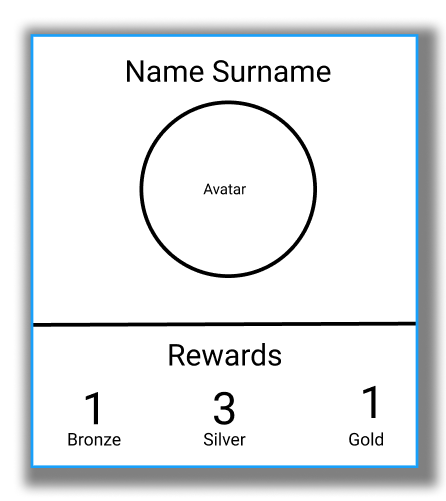 Name Surname
Avatar
Rewards
1 3 1
Bronze Silver Gold